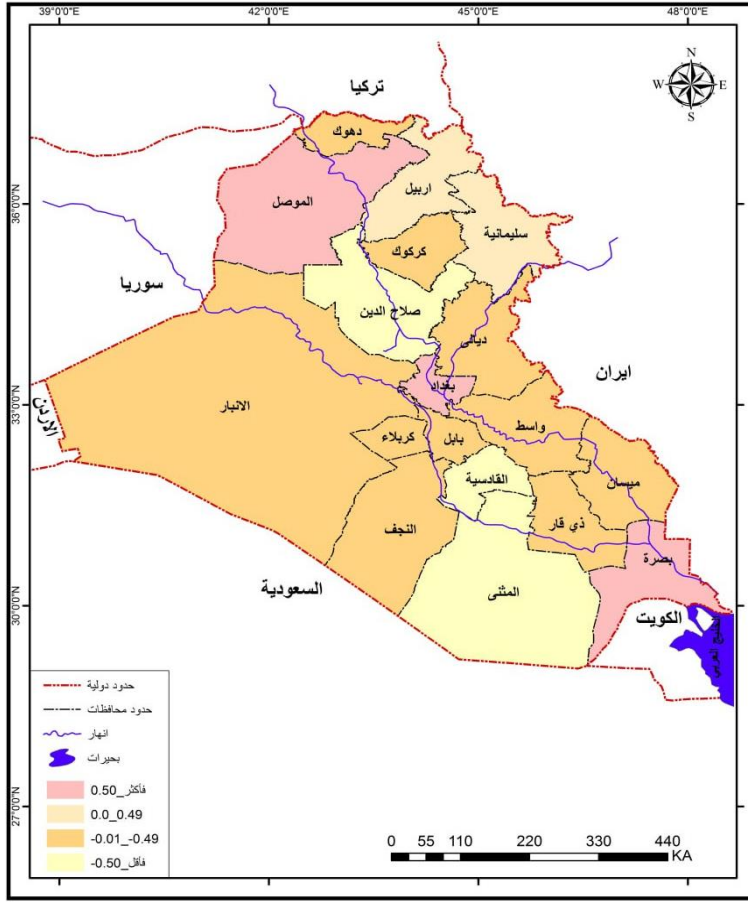 39°0'0"E
42°0'0"E
45°0'0"E
48°0'0"E
N
W E
S
تركيا
دهوك
الموصل
اربيل
سليمانية
36°0'0"N
كركوك
سوريا
صلاح الدين
ديالى
ايران
بغداد
33°0'0"N
الاردن
الانبار
واسط
كربلاء
بابل
القادسية
ميسان
النجف
ذي قار
بصرة
السعودية
المثنى
30°0'0"N
الكويت
الخليج العربي
حدود دولية
حدود محافظات
انهار
بحيرات
0.50_فأكثر
0.0_0.49
-0.01_-0.49
-0.50_فأقل
27°0'0"N
0 55 110 220 330 440
KA